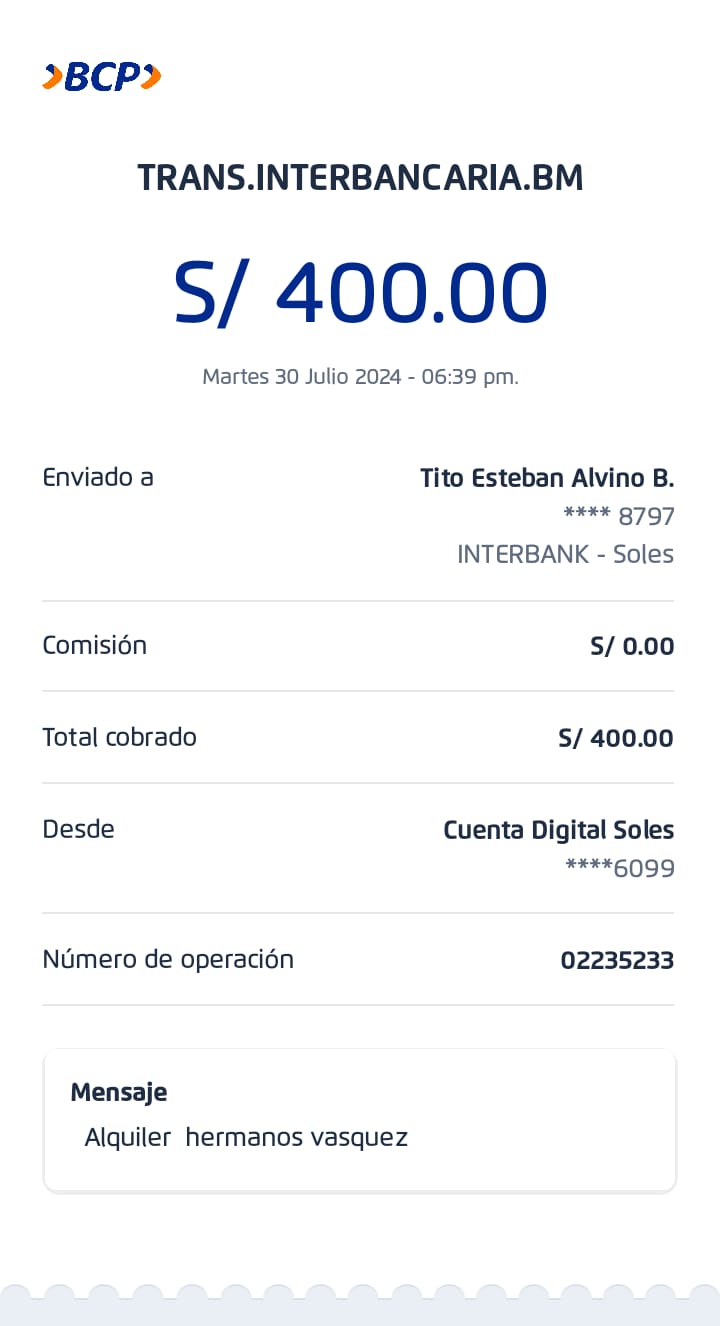 BCP
TRANS.INTERBANCARIA.BM
S/ 400.00
Martes 30 Julio 2024 - 06:39 pm.
Enviado a Tito Esteban Alvino B.
**** 8797
INTERBANK - Soles
Comisión S/ 0.00
Total cobrado S/ 400.00
Desde Cuenta Digital Soles
****6099
Número de operación 02235233
Mensaje
Alquiler hermanos vasquez